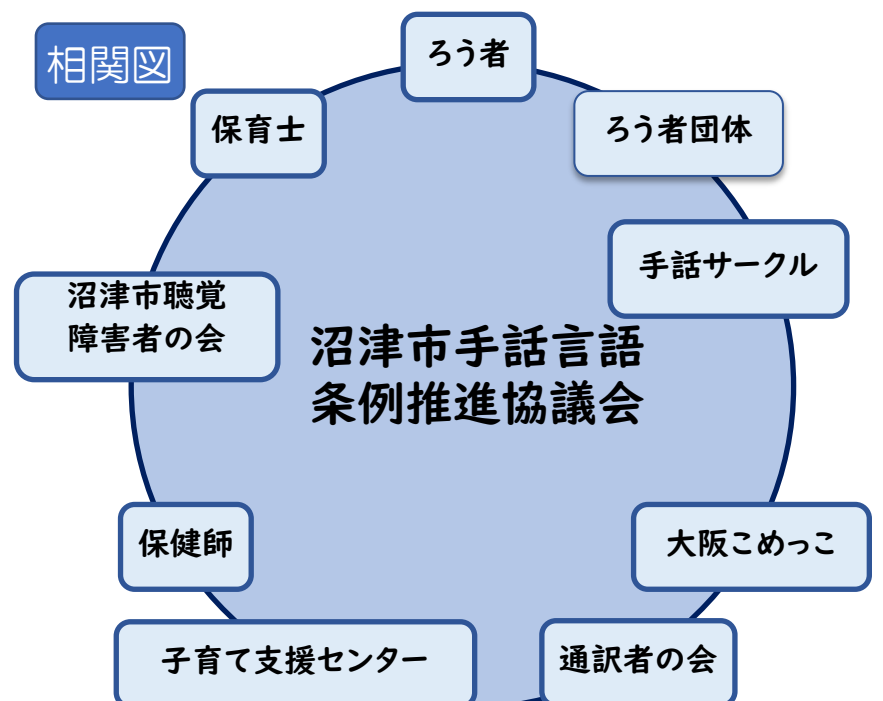 相関図
ろう者
保育士
ろう者団体
手話サークル
沼津市聴覚
障害者の会
沼津市手話言語
条例推進協議会
保健師
大阪こめっこ
子育て支援センター
通訳者の会